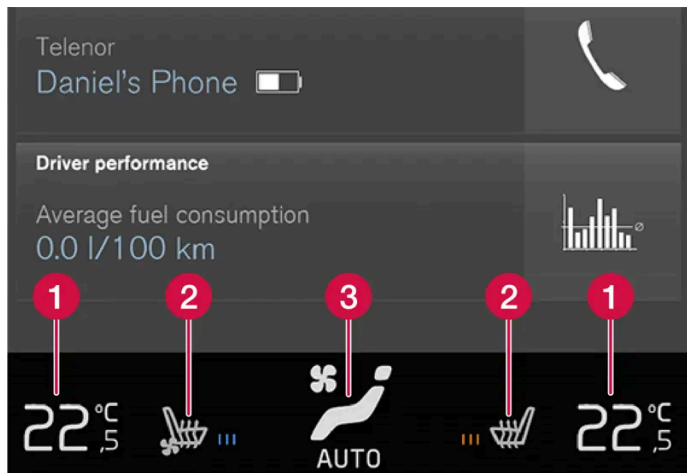 Telenor
Daniel's Phone
Driver performance
Average fuel consumption
0.0 l/100 km
1 2 3 2 1
22,5 °C 22,5 °C
AUTO